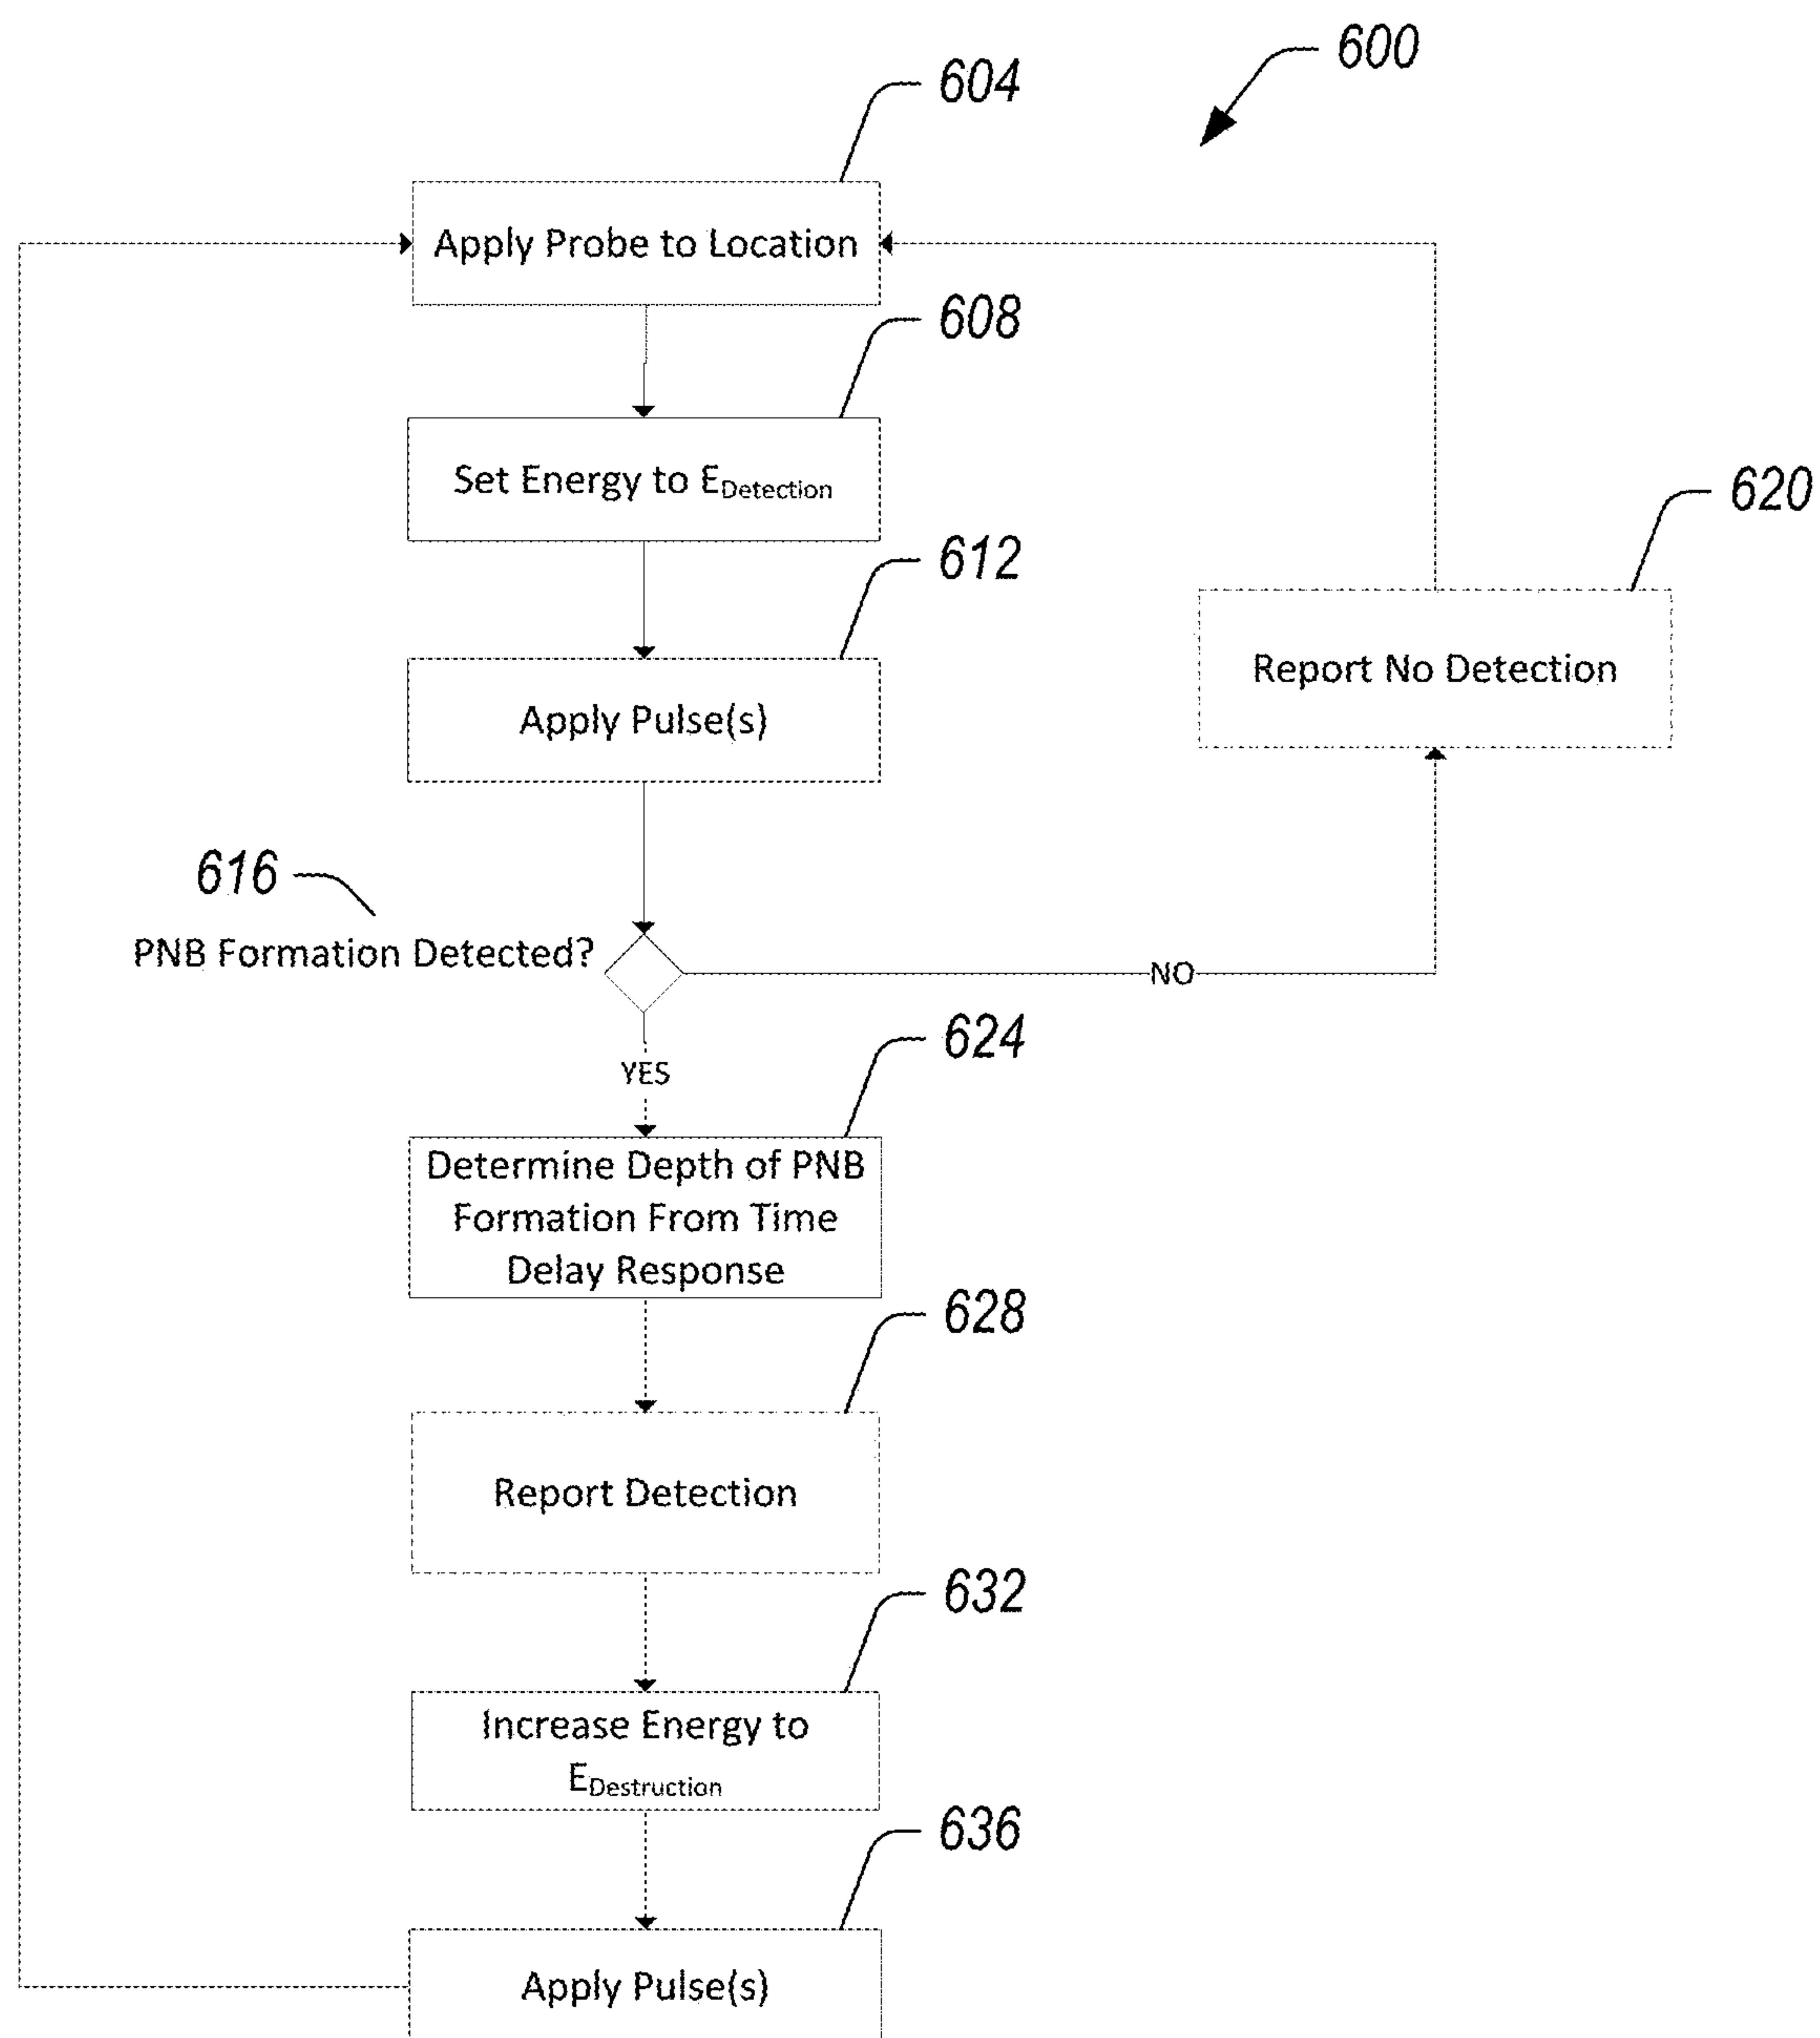 600
604
Apply Probe to Location
608
Set Energy to EDetection
620
612
Report No Detection
Apply Pulse(s)
616
PNB Formation Detected?
NO
624
YES
Determine Depth of PNB
Formation From Time
Delay Response
628
Report Detection
632
Increase Energy to
EDestruction
636
Apply Pulse(s)